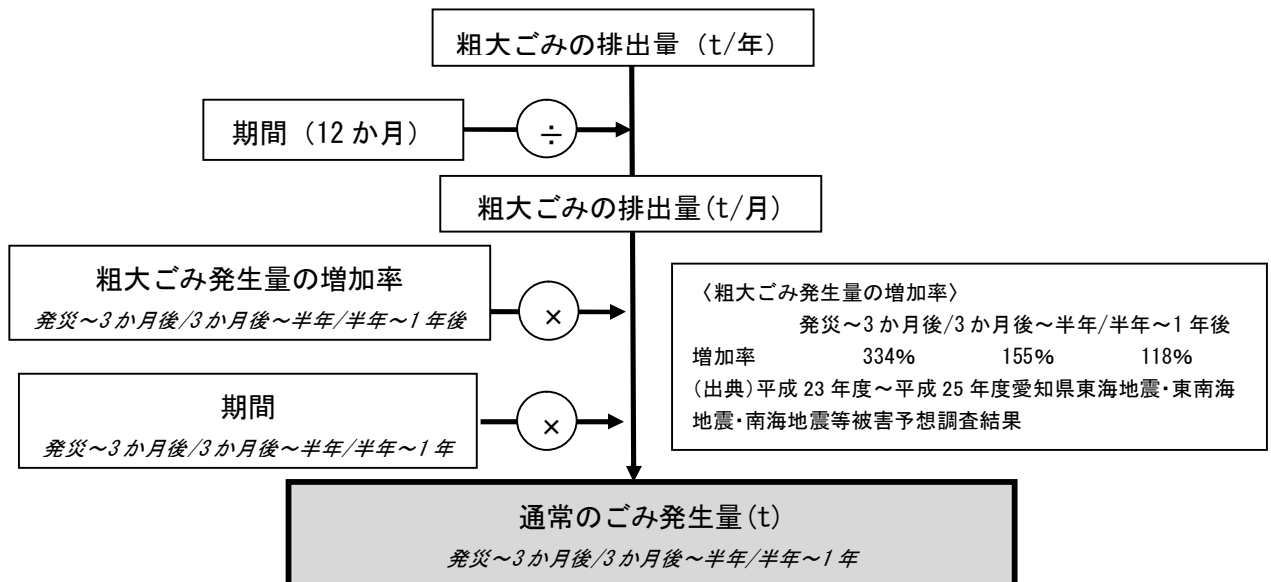 粗大ごみの排出量 (t/年)
期間 (12か月)
÷
粗大ごみの排出量(t/月)
粗大ごみ発生量の増加率
発災～3か月後/3か月後～半年/半年～1年後
×
〈粗大ごみ発生量の増加率〉
発災～3か月後/3か月後～半年/半年～1年後
増加率 334% 155% 118%
(出典)平成23年度～平成25年度愛知県東海地震・東南海
地震・南海地震等被害予想調査結果
期間
発災～3か月後/3か月後～半年/半年～1年
×
通常のごみ発生量(t)
発災～3か月後/3か月後～半年/半年～1年